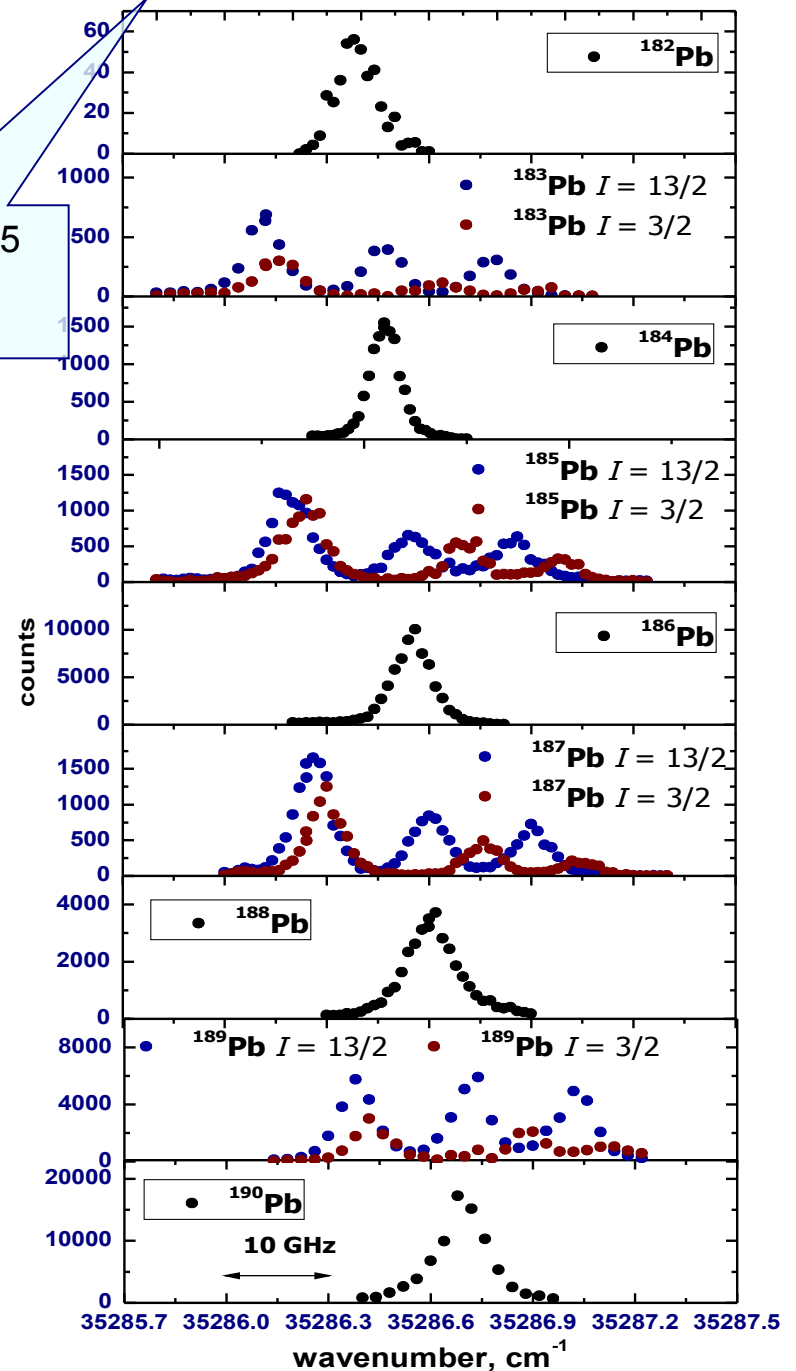 60
40
20
0
182Pb
5
1000
500
0
183Pb I = 13/2
183Pb I = 3/2
1500
1000
500
0
184Pb
1500
1000
500
0
185Pb I = 13/2
185Pb I = 3/2
10000
5000
0
186Pb
counts
1500
1000
500
0
187Pb I = 13/2
187Pb I = 3/2
4000
2000
0
188Pb
8000
4000
0
189Pb I = 13/2
189Pb I = 3/2
20000
10000
0
190Pb
10 GHz
35285.7 35286.0 35286.3 35286.6 35286.9 35287.2 35287.5
wavenumber, cm-1